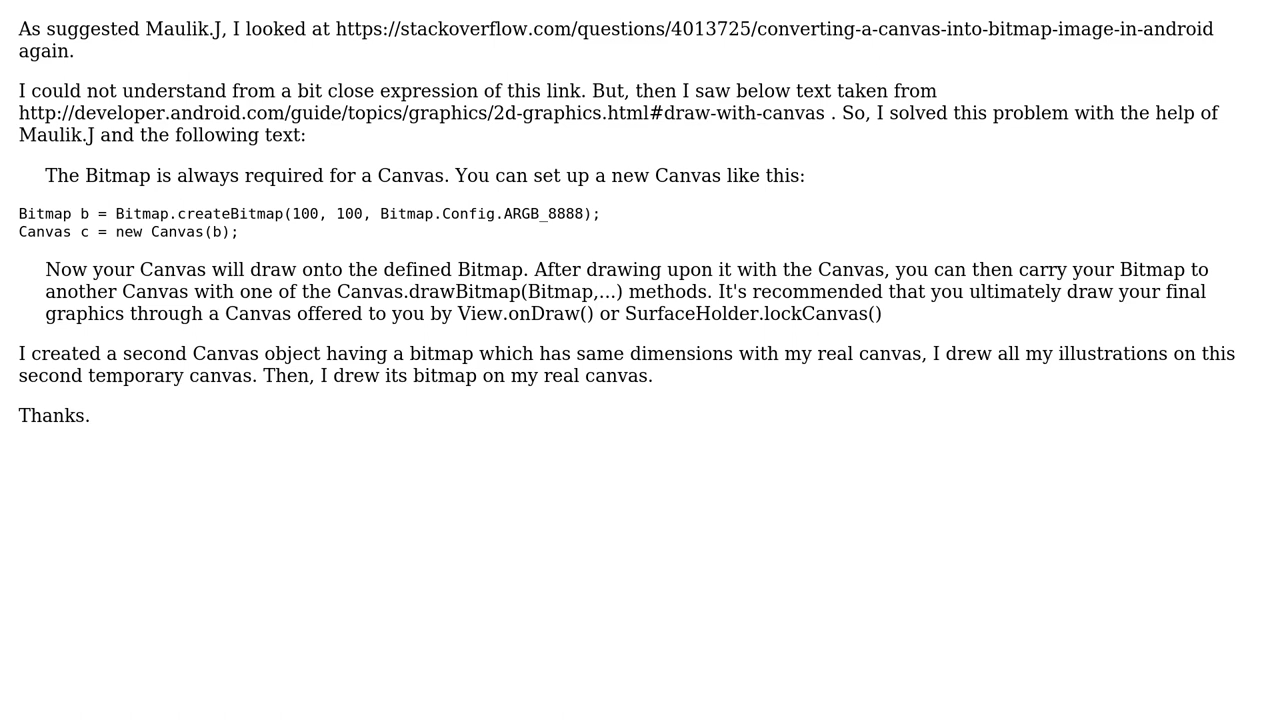 As suggested Maulik.J, I looked at https://stackoverflow.com/questions/4013725/converting-a-canvas-into-bitmap-image-in-android
again.
I could not understand from a bit close expression of this link. But, then I saw below text taken from
http://developer.android.com/guide/topics/graphics/2d-graphics.html#draw-with-canvas . So, I solved this problem with the help of
Maulik.J and the following text:
The Bitmap is always required for a Canvas. You can set up a new Canvas like this:
Bitmap b = Bitmap.createBitmap(100, 100, Bitmap.Config.ARGB_8888);
Canvas c = new Canvas(b);
Now your Canvas will draw onto the defined Bitmap. After drawing upon it with the Canvas, you can then carry your Bitmap to
another Canvas with one of the Canvas.drawBitmap(Bitmap,...) methods. It's recommended that you ultimately draw your final
graphics through a Canvas offered to you by View.onDraw() or SurfaceHolder.lockCanvas()
I created a second Canvas object having a bitmap which has same dimensions with my real canvas, I drew all my illustrations on this
second temporary canvas. Then, I drew its bitmap on my real canvas.
Thanks.